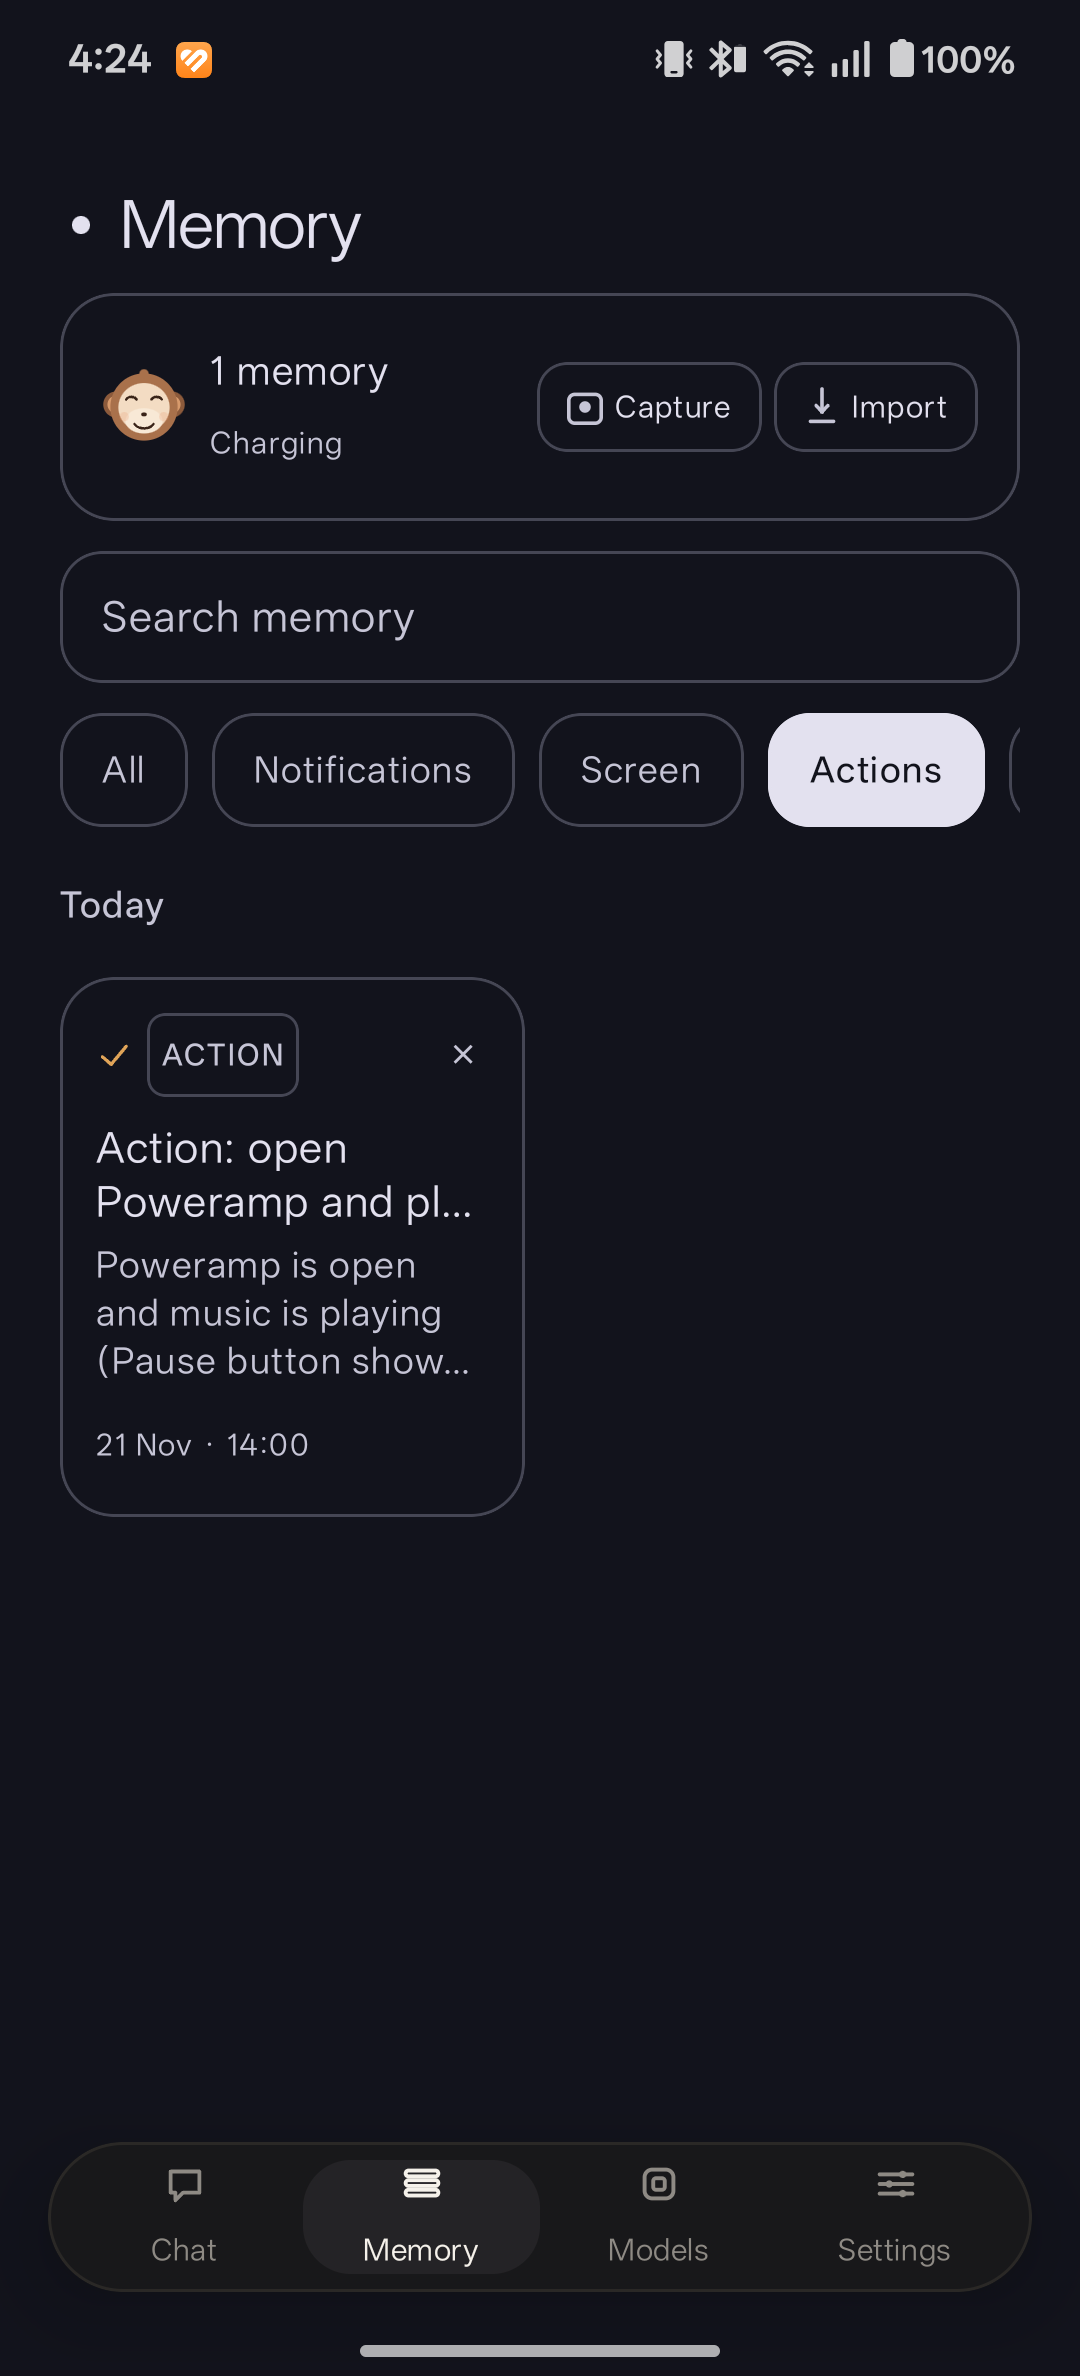 4:24
100%
• Memory
1 memory
Charging
Capture
Import
Search memory
All
Notifications
Screen
Actions
Today
ACTION
Action: open
Poweramp and pl...
Poweramp is open
and music is playing
(Pause button show...
21 Nov · 14:00
Chat
Memory
Models
Settings